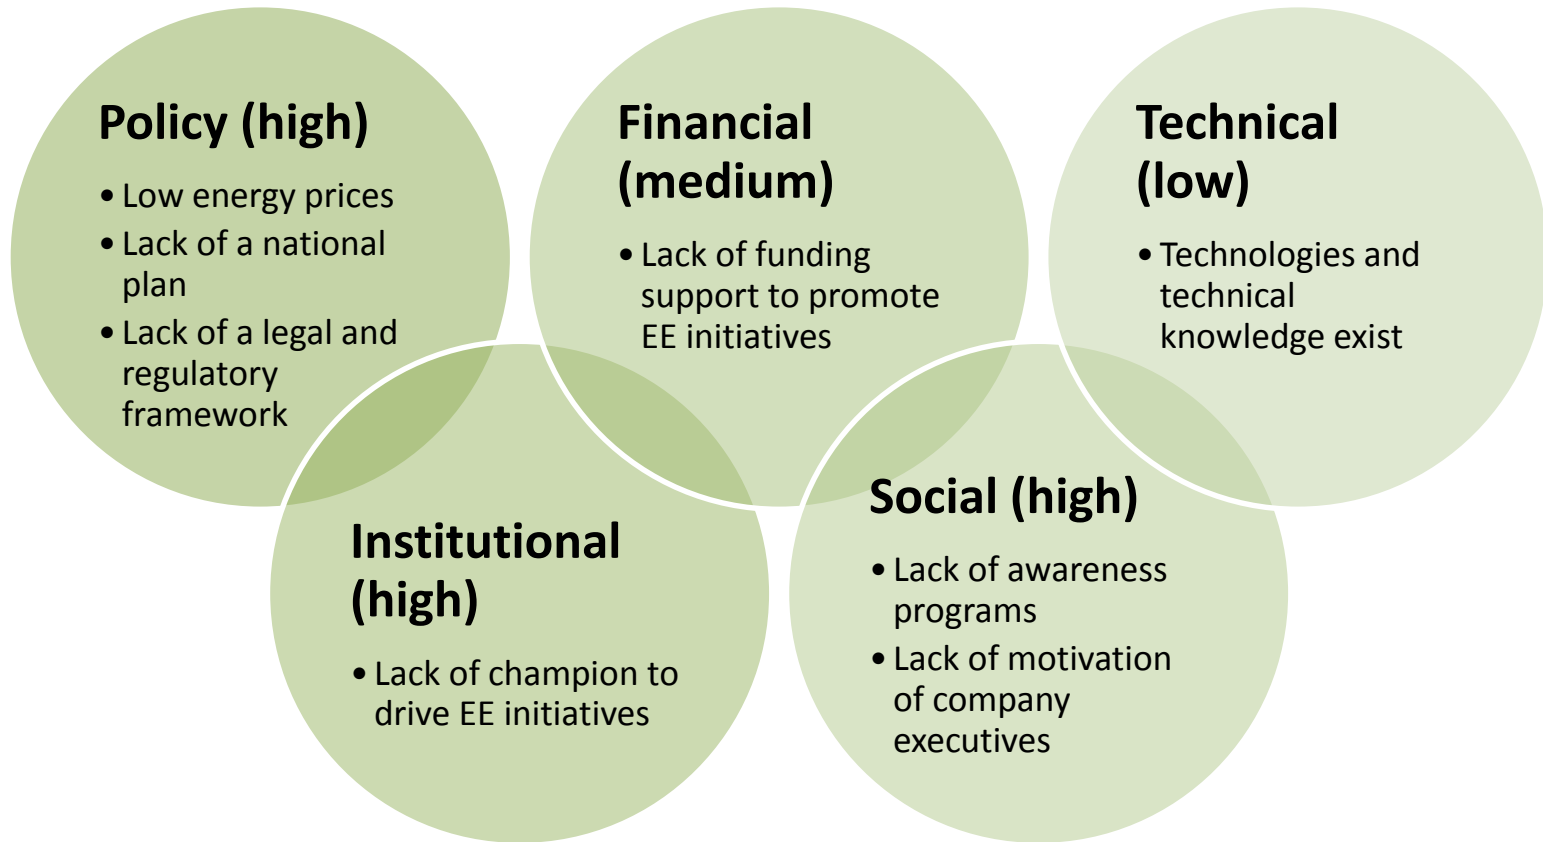 Policy (high)
• Low energy prices
• Lack of a national
plan
• Lack of a legal and
regulatory
framework
Institutional
(high)
• Lack of champion to
drive EE initiatives
Financial
(medium)
• Lack of funding
support to promote
EE initiatives
Social (high)
• Lack of awareness
programs
• Lack of motivation
of company
executives
Technical
(low)
• Technologies and
technical
knowledge exist